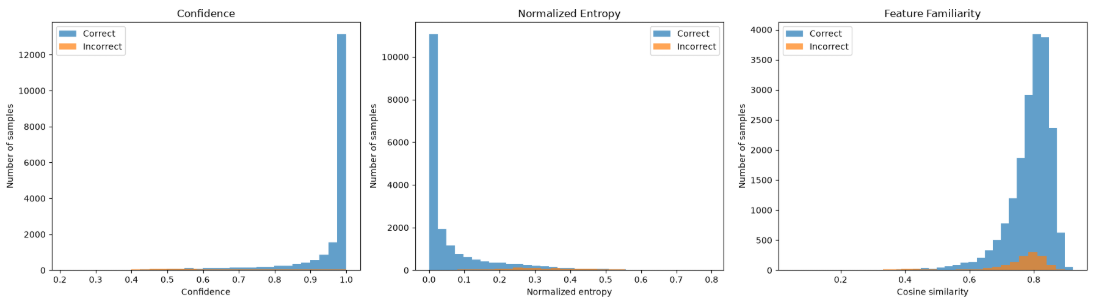 Confidence
Correct
Incorrect
Number of samples
12000
10000
8000
6000
4000
2000
0
0.2 0.3 0.4 0.5 0.6 0.7 0.8 0.9 1.0
Confidence
Normalized Entropy
Correct
Incorrect
Number of samples
10000
8000
6000
4000
2000
0
0.0 0.1 0.2 0.3 0.4 0.5 0.6 0.7 0.8
Normalized entropy
Feature Familiarity
Correct
Incorrect
Number of samples
4000
3500
3000
2500
2000
1500
1000
500
0
0.2 0.4 0.6 0.8
Cosine similarity